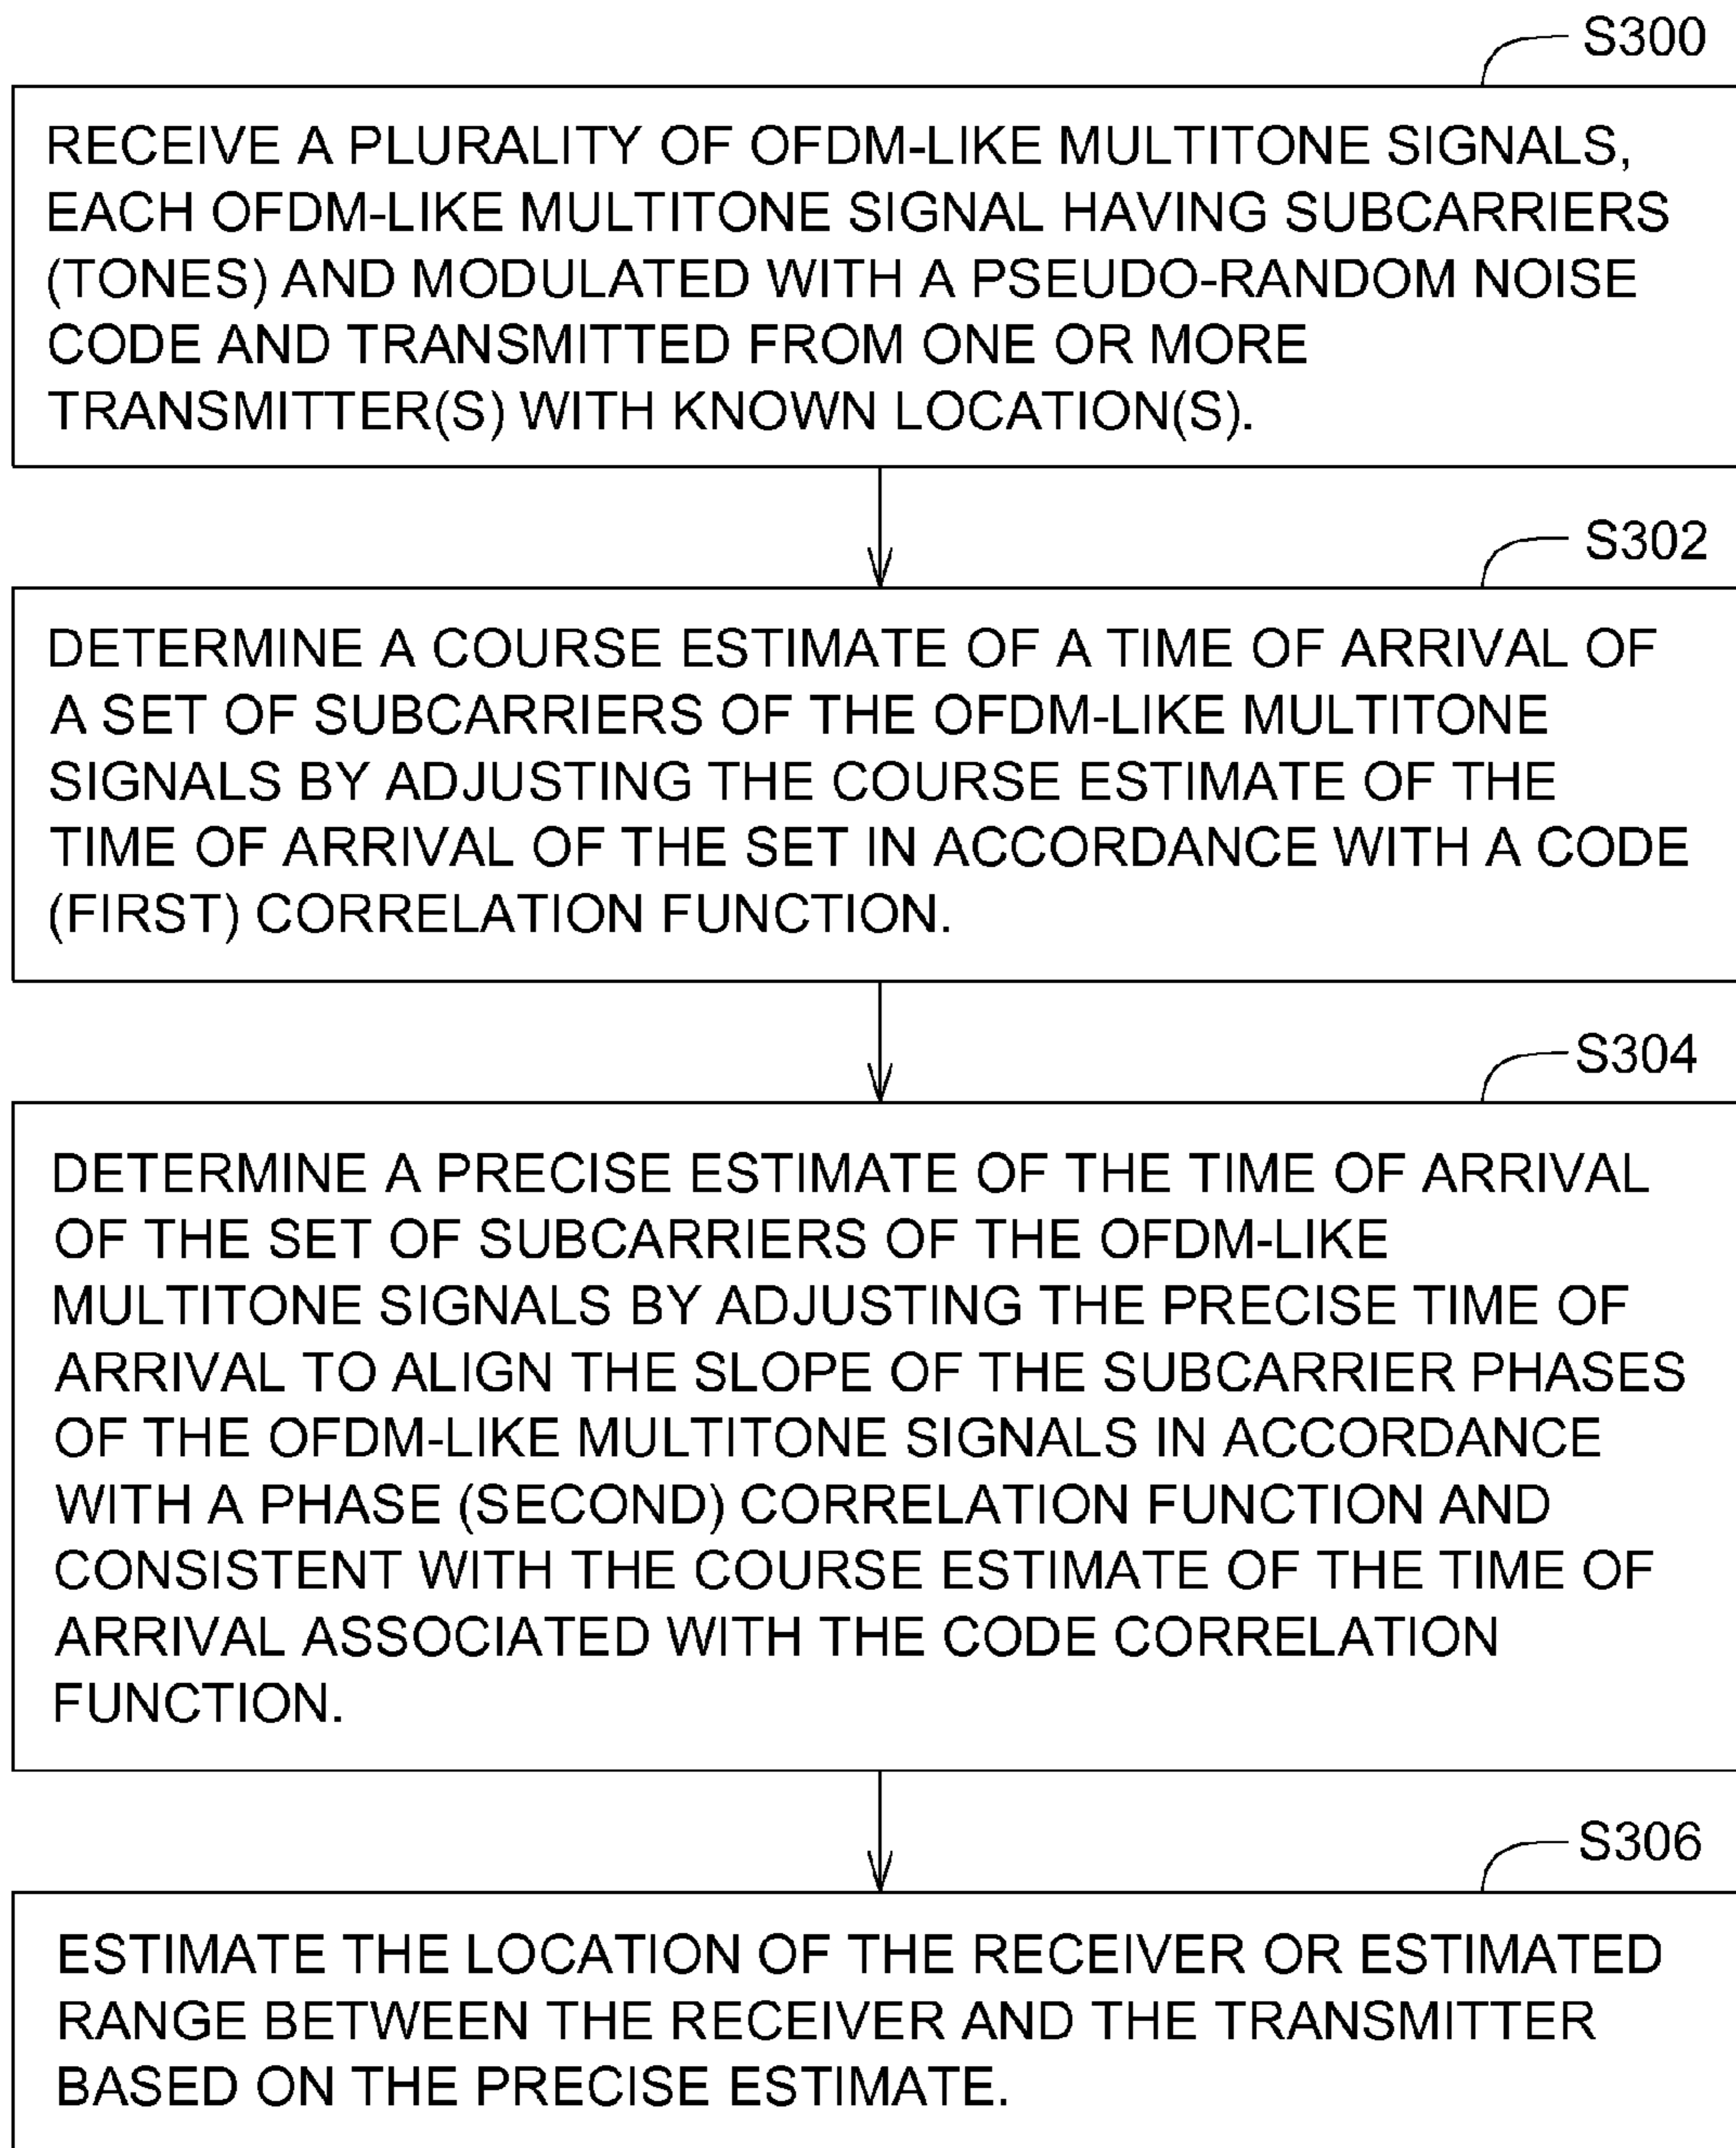 S300
RECEIVE A PLURALITY OF OFDM-LIKE MULTITONE SIGNALS,
EACH OFDM-LIKE MULTITONE SIGNAL HAVING SUBCARRIERS
(TONES) AND MODULATED WITH A PSEUDO-RANDOM NOISE
CODE AND TRANSMITTED FROM ONE OR MORE
TRANSMITTER(S) WITH KNOWN LOCATION(S).
S302
DETERMINE A COURSE ESTIMATE OF A TIME OF ARRIVAL OF
A SET OF SUBCARRIERS OF THE OFDM-LIKE MULTITONE
SIGNALS BY ADJUSTING THE COURSE ESTIMATE OF THE
TIME OF ARRIVAL OF THE SET IN ACCORDANCE WITH A CODE
(FIRST) CORRELATION FUNCTION.
S304
DETERMINE A PRECISE ESTIMATE OF THE TIME OF ARRIVAL
OF THE SET OF SUBCARRIERS OF THE OFDM-LIKE
MULTITONE SIGNALS BY ADJUSTING THE PRECISE TIME OF
ARRIVAL TO ALIGN THE SLOPE OF THE SUBCARRIER PHASES
OF THE OFDM-LIKE MULTITONE SIGNALS IN ACCORDANCE
WITH A PHASE (SECOND) CORRELATION FUNCTION AND
CONSISTENT WITH THE COURSE ESTIMATE OF THE TIME OF
ARRIVAL ASSOCIATED WITH THE CODE CORRELATION
FUNCTION.
S306
ESTIMATE THE LOCATION OF THE RECEIVER OR ESTIMATED
RANGE BETWEEN THE RECEIVER AND THE TRANSMITTER
BASED ON THE PRECISE ESTIMATE.